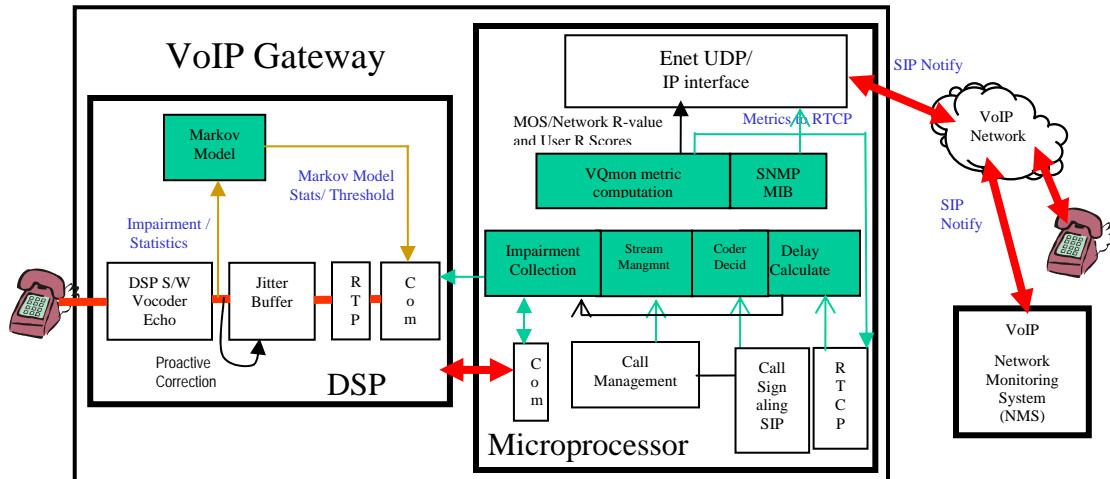 VoIP Gateway
Enet UDP/
IP interface
SIP Notify
VoIP
Network
MOS/Network R-value
and User R Scores
Metrics to RTCP
Markov
Model
Markov Model
Stats/ Threshold
VQmon metric
computation
SNMP
MIB
Impairment /
Statistics
SIP
Notify
Impairment
Collection
Stream
Mangmnt
Coder
Decid
Delay
Calculate
DSP S/W
Vocoder
Echo
Jitter
Buffer
R
T
P
C
o
m
Proactive
Correction
DSP
C
o
m
Call
Management
Call
Sign
aling
SIP
R
T
C
P
Microprocessor
VoIP
Network
Monitoring
System
(NMS)